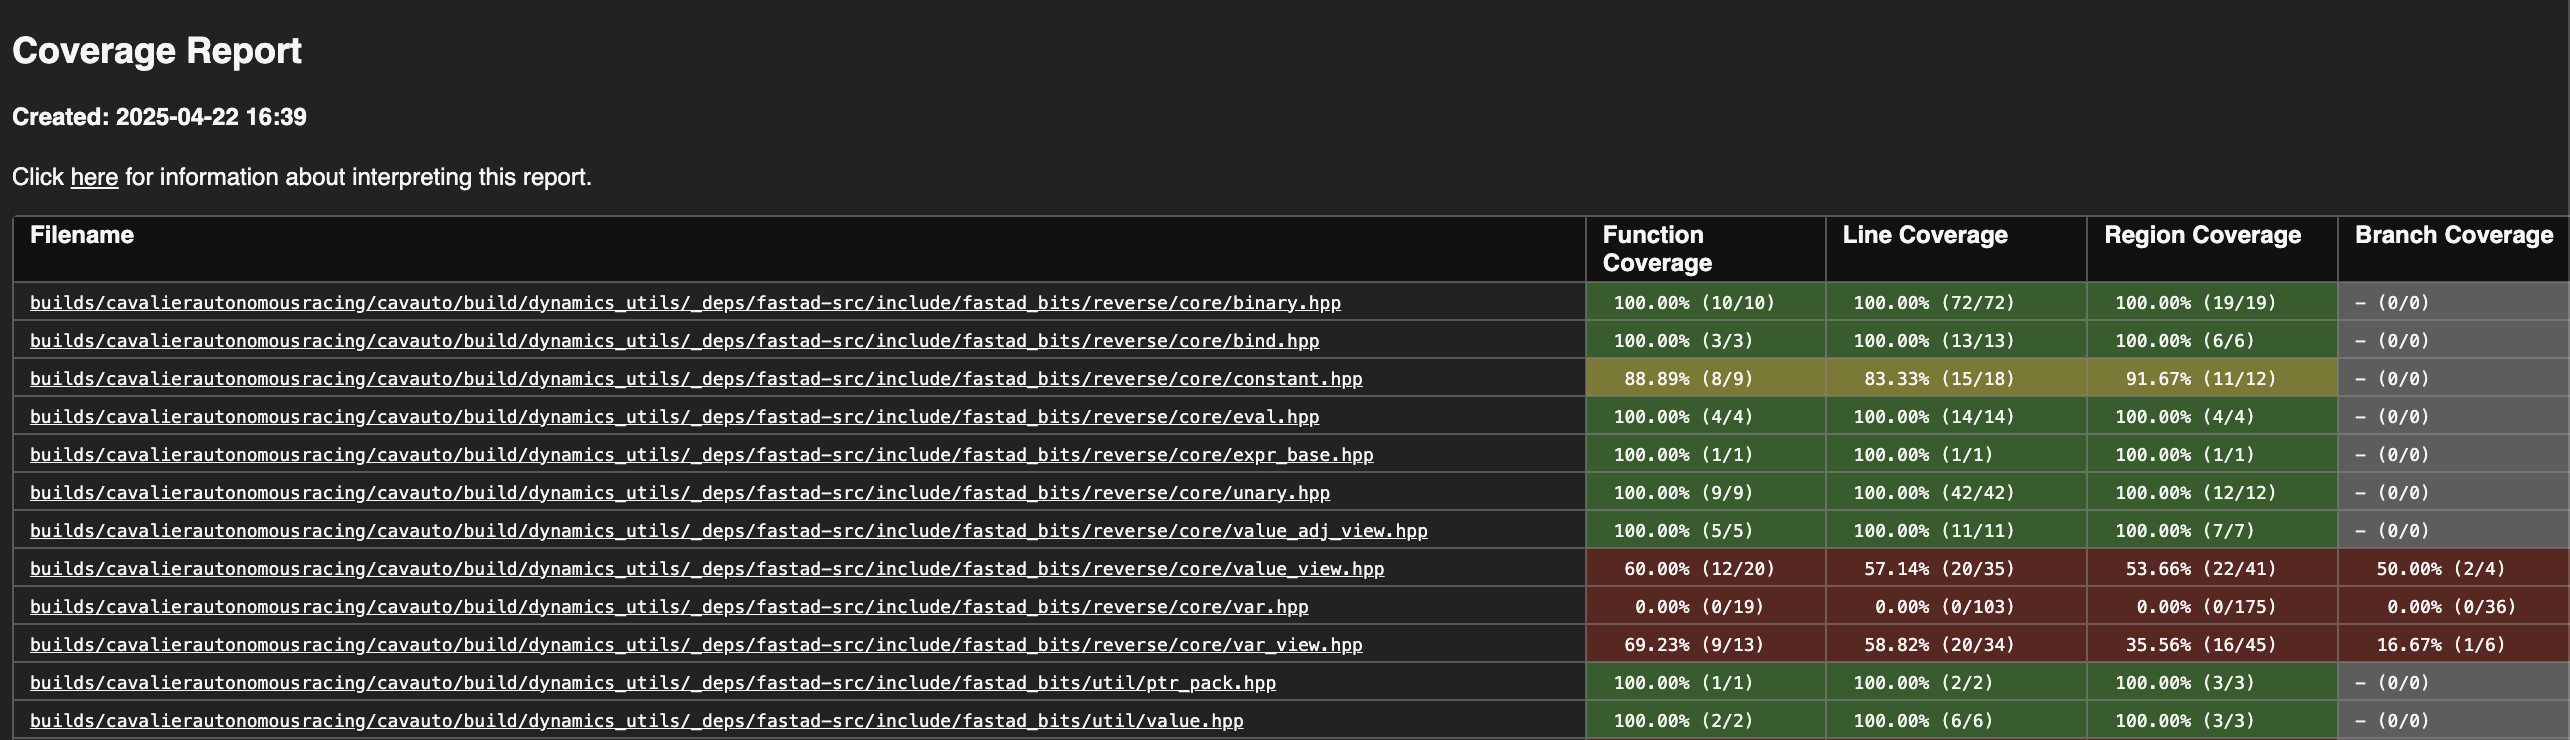 Coverage Report
Created: 2025-04-22 16:39
Click here for information about interpreting this report.
Filename Function Coverage Line Coverage Region Coverage Branch Coverage
builds/cavalierautonomousracing/cavauto/build/dynamics_utils/_deps/fastad-src/include/fastad_bits/reverse/core/binary.hpp 100.00% (10/10) 100.00% (72/72) 100.00% (19/19) - (0/0)
builds/cavalierautonomousracing/cavauto/build/dynamics_utils/_deps/fastad-src/include/fastad_bits/reverse/core/bind.hpp 100.00% (3/3) 100.00% (13/13) 100.00% (6/6) - (0/0)
builds/cavalierautonomousracing/cavauto/build/dynamics_utils/_deps/fastad-src/include/fastad_bits/reverse/core/constant.hpp 88.89% (8/9) 83.33% (15/18) 91.67% (11/12) - (0/0)
builds/cavalierautonomousracing/cavauto/build/dynamics_utils/_deps/fastad-src/include/fastad_bits/reverse/core/eval.hpp 100.00% (4/4) 100.00% (14/14) 100.00% (4/4) - (0/0)
builds/cavalierautonomousracing/cavauto/build/dynamics_utils/_deps/fastad-src/include/fastad_bits/reverse/core/expr_base.hpp 100.00% (1/1) 100.00% (1/1) 100.00% (1/1) - (0/0)
builds/cavalierautonomousracing/cavauto/build/dynamics_utils/_deps/fastad-src/include/fastad_bits/reverse/core/unary.hpp 100.00% (9/9) 100.00% (42/42) 100.00% (12/12) - (0/0)
builds/cavalierautonomousracing/cavauto/build/dynamics_utils/_deps/fastad-src/include/fastad_bits/reverse/core/value_adj_view.hpp 100.00% (5/5) 100.00% (11/11) 100.00% (7/7) - (0/0)
builds/cavalierautonomousracing/cavauto/build/dynamics_utils/_deps/fastad-src/include/fastad_bits/reverse/core/value_view.hpp 60.00% (12/20) 57.14% (20/35) 53.66% (22/41) 50.00% (2/4)
builds/cavalierautonomousracing/cavauto/build/dynamics_utils/_deps/fastad-src/include/fastad_bits/reverse/core/var.hpp 0.00% (0/19) 0.00% (0/103) 0.00% (0/175) 0.00% (0/36)
builds/cavalierautonomousracing/cavauto/build/dynamics_utils/_deps/fastad-src/include/fastad_bits/reverse/core/var_view.hpp 69.23% (9/13) 58.82% (20/34) 35.56% (16/45) 16.67% (1/6)
builds/cavalierautonomousracing/cavauto/build/dynamics_utils/_deps/fastad-src/include/fastad_bits/util/ptr_pack.hpp 100.00% (1/1) 100.00% (2/2) 100.00% (3/3) - (0/0)
builds/cavalierautonomousracing/cavauto/build/dynamics_utils/_deps/fastad-src/include/fastad_bits/util/value.hpp 100.00% (2/2) 100.00% (6/6) 100.00% (3/3) - (0/0)